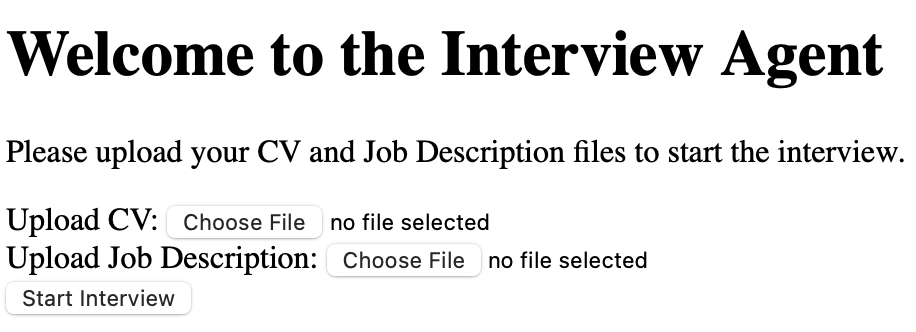 Welcome to the Interview Agent
Please upload your CV and Job Description files to start the interview.
Upload CV: Choose File no file selected
Upload Job Description: Choose File no file selected
Start Interview